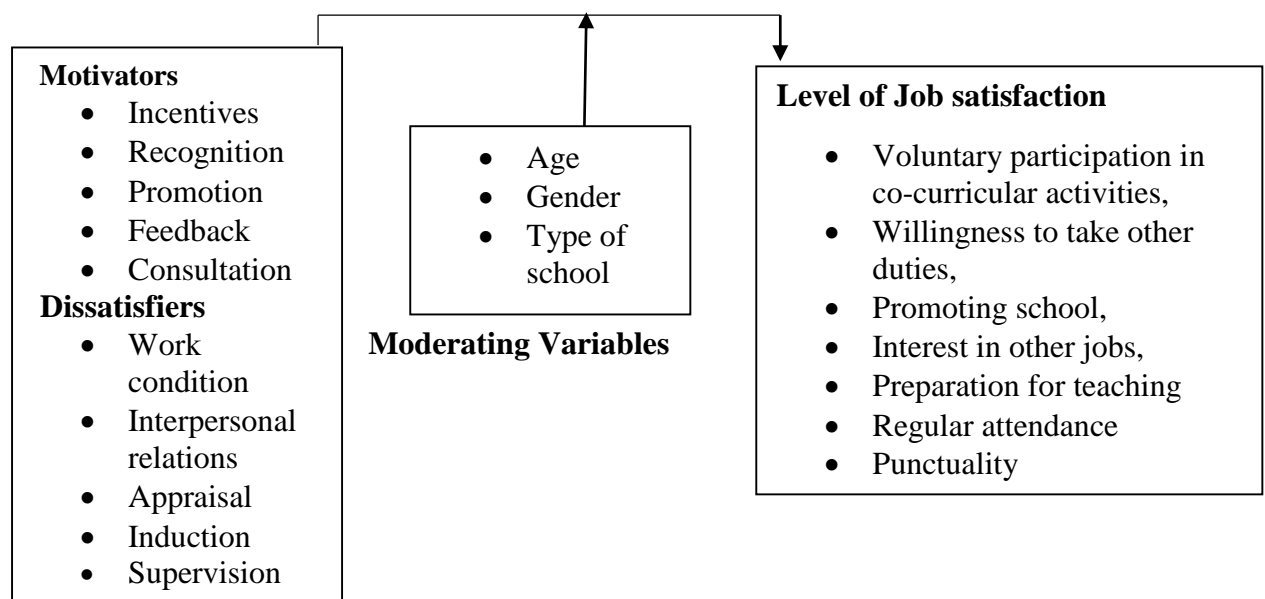 Motivators
• Incentives
• Recognition
• Promotion
• Feedback
• Consultation
Dissatisfiers
• Work
condition
• Interpersonal
relations
• Appraisal
• Induction
• Supervision
• Age
• Gender
• Type of
school
Moderating Variables
Level of Job satisfaction
• Voluntary participation in
co-curricular activities,
• Willingness to take other
duties,
• Promoting school,
• Interest in other jobs,
• Preparation for teaching
• Regular attendance
• Punctuality